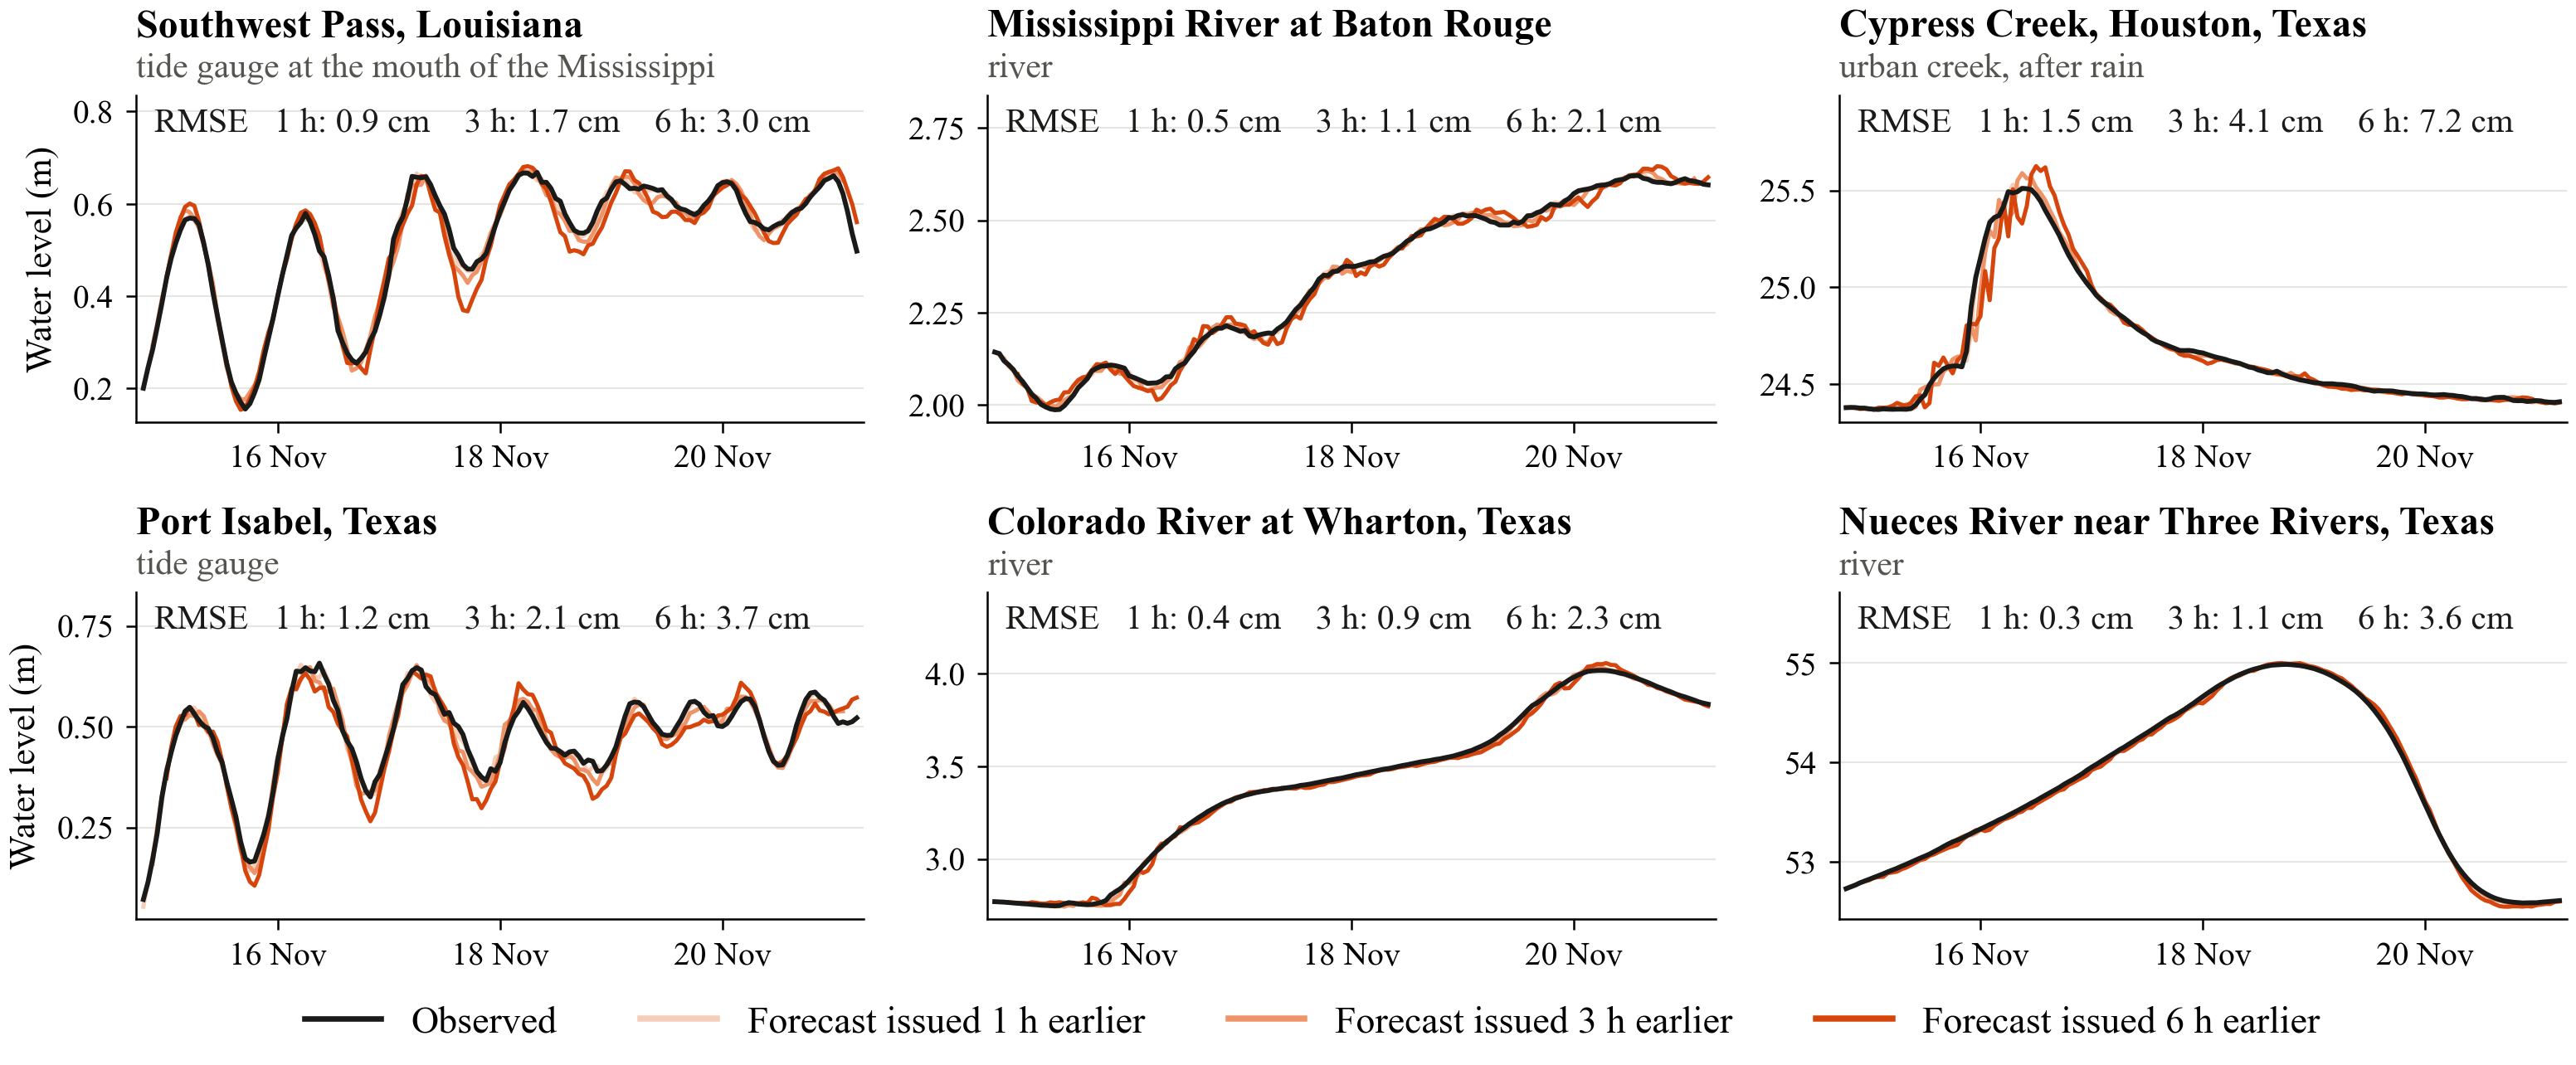 Southwest Pass, Louisiana
tide gauge at the mouth of the Mississippi
RMSE 1 h: 0.9 cm 3 h: 1.7 cm 6 h: 3.0 cm
Water level (m)
0.8
0.6
0.4
0.2
16 Nov 18 Nov 20 Nov
Mississippi River at Baton Rouge
river
RMSE 1 h: 0.5 cm 3 h: 1.1 cm 6 h: 2.1 cm
2.75
2.50
2.25
2.00
16 Nov 18 Nov 20 Nov
Cypress Creek, Houston, Texas
urban creek, after rain
RMSE 1 h: 1.5 cm 3 h: 4.1 cm 6 h: 7.2 cm
25.5
25.0
24.5
16 Nov 18 Nov 20 Nov
Port Isabel, Texas
tide gauge
RMSE 1 h: 1.2 cm 3 h: 2.1 cm 6 h: 3.7 cm
Water level (m)
0.75
0.50
0.25
16 Nov 18 Nov 20 Nov
Colorado River at Wharton, Texas
river
RMSE 1 h: 0.4 cm 3 h: 0.9 cm 6 h: 2.3 cm
4.0
3.5
3.0
16 Nov 18 Nov 20 Nov
Nueces River near Three Rivers, Texas
river
RMSE 1 h: 0.3 cm 3 h: 1.1 cm 6 h: 3.6 cm
55
54
53
16 Nov 18 Nov 20 Nov
Observed Forecast issued 1 h earlier Forecast issued 3 h earlier Forecast issued 6 h earlier